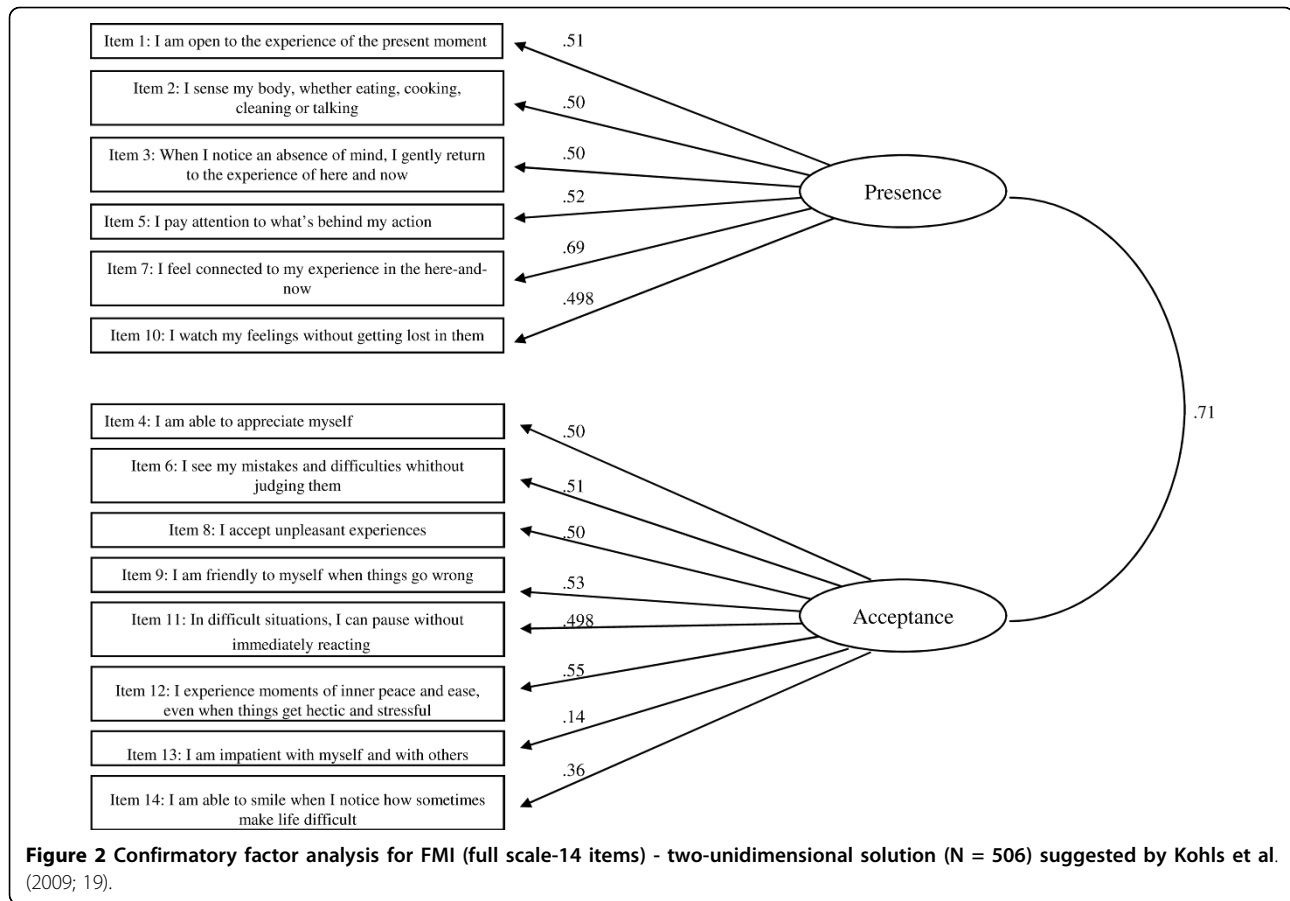 Item 1: I am open to the experience of the present moment
.51
Item 2: I sense my body, whether eating, cooking,
cleaning or talking
.50
Item 3: When I notice an absence of mind, I gently return
to the experience of here and now
.50
Item 5: I pay attention to what's behind my action
.52
Item 7: I feel connected to my experience in the here-and-
now
.69
Item 10: I watch my feelings without getting lost in them
.498
Presence
.71
Item 4: I am able to appreciate myself
.50
Item 6: I see my mistakes and difficulties whithout
judging them
.51
Item 8: I accept unpleasant experiences
.50
Item 9: I am friendly to myself when things go wrong
.53
Item 11: In difficult situations, I can pause without
immediately reacting
.498
Item 12: I experience moments of inner peace and ease,
even when things get hectic and stressful
.55
Item 13: I am impatient with myself and with others
.14
Item 14: I am able to smile when I notice how sometimes
make life difficult
.36
Acceptance
Figure 2 Confirmatory factor analysis for FMI (full scale-14 items) - two-unidimensional solution (N = 506) suggested by Kohls et al.
(2009; 19).